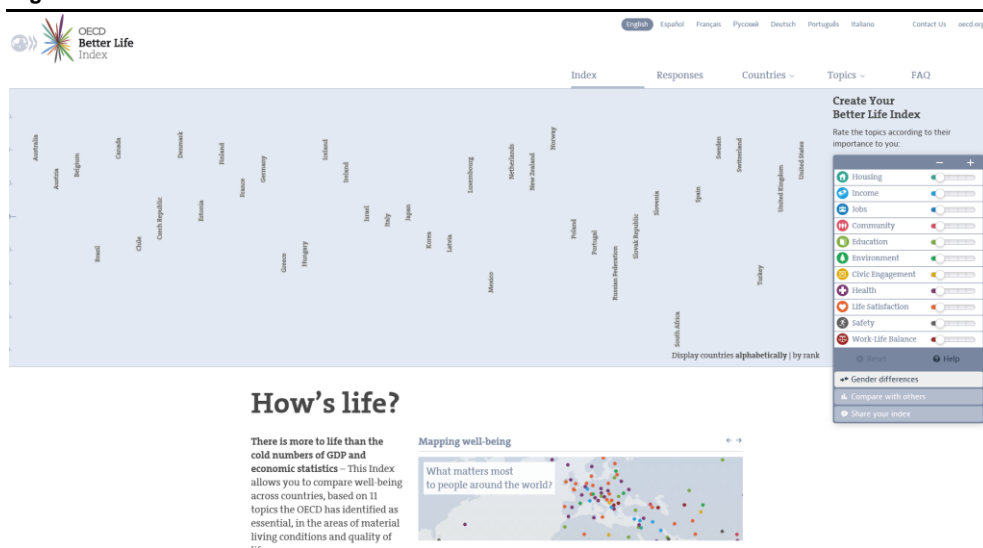 OECD
Better Life
Index
English Español Français Русский Deutsch Português Italiano Contact Us oecd.org
Index Responses Countries Topics FAQ
Australia
Austria
Belgium
Brazil
Canada
Chile
Czech Republic
Denmark
Estonia
Finland
France
Germany
Greece
Hungary
Iceland
Ireland
Israel
Italy
Japan
Korea
Latvia
Luxembourg
Mexico
Netherlands
New Zealand
Norway
Poland
Portugal
Russian Federation
Slovak Republic
Slovenia
South Africa
Spain
Sweden
Switzerland
Turkey
United Kingdom
United States
Display countries alphabetically | by rank
Create Your
Better Life Index
Rate the topics according to their
importance to you:
Housing
Income
Jobs
Community
Education
Environment
Civic Engagement
Health
Life Satisfaction
Safety
Work-Life Balance
Reset Help
Gender differences
Compare with others
Share your index
How's life?
There is more to life than the
cold numbers of GDP and
economic statistics – This Index
allows you to compare well-being
across countries, based on 11
topics the OECD has identified as
essential, in the areas of material
living conditions and quality of
Mapping well-being
What matters most
to people around the world?